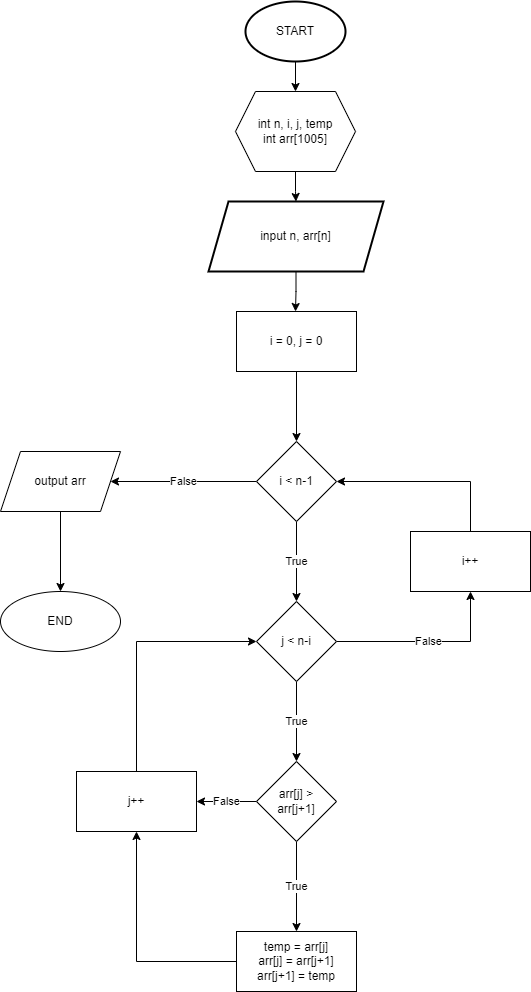 START
int n, i, j, temp
int arr[1005]
input n, arr[n]
i = 0, j = 0
i < n-1
False
output arr
True
i++
END
j < n-i
False
True
arr[j] >
arr[j+1]
False
j++
True
temp = arr[j]
arr[j] = arr[j+1]
arr[j+1] = temp